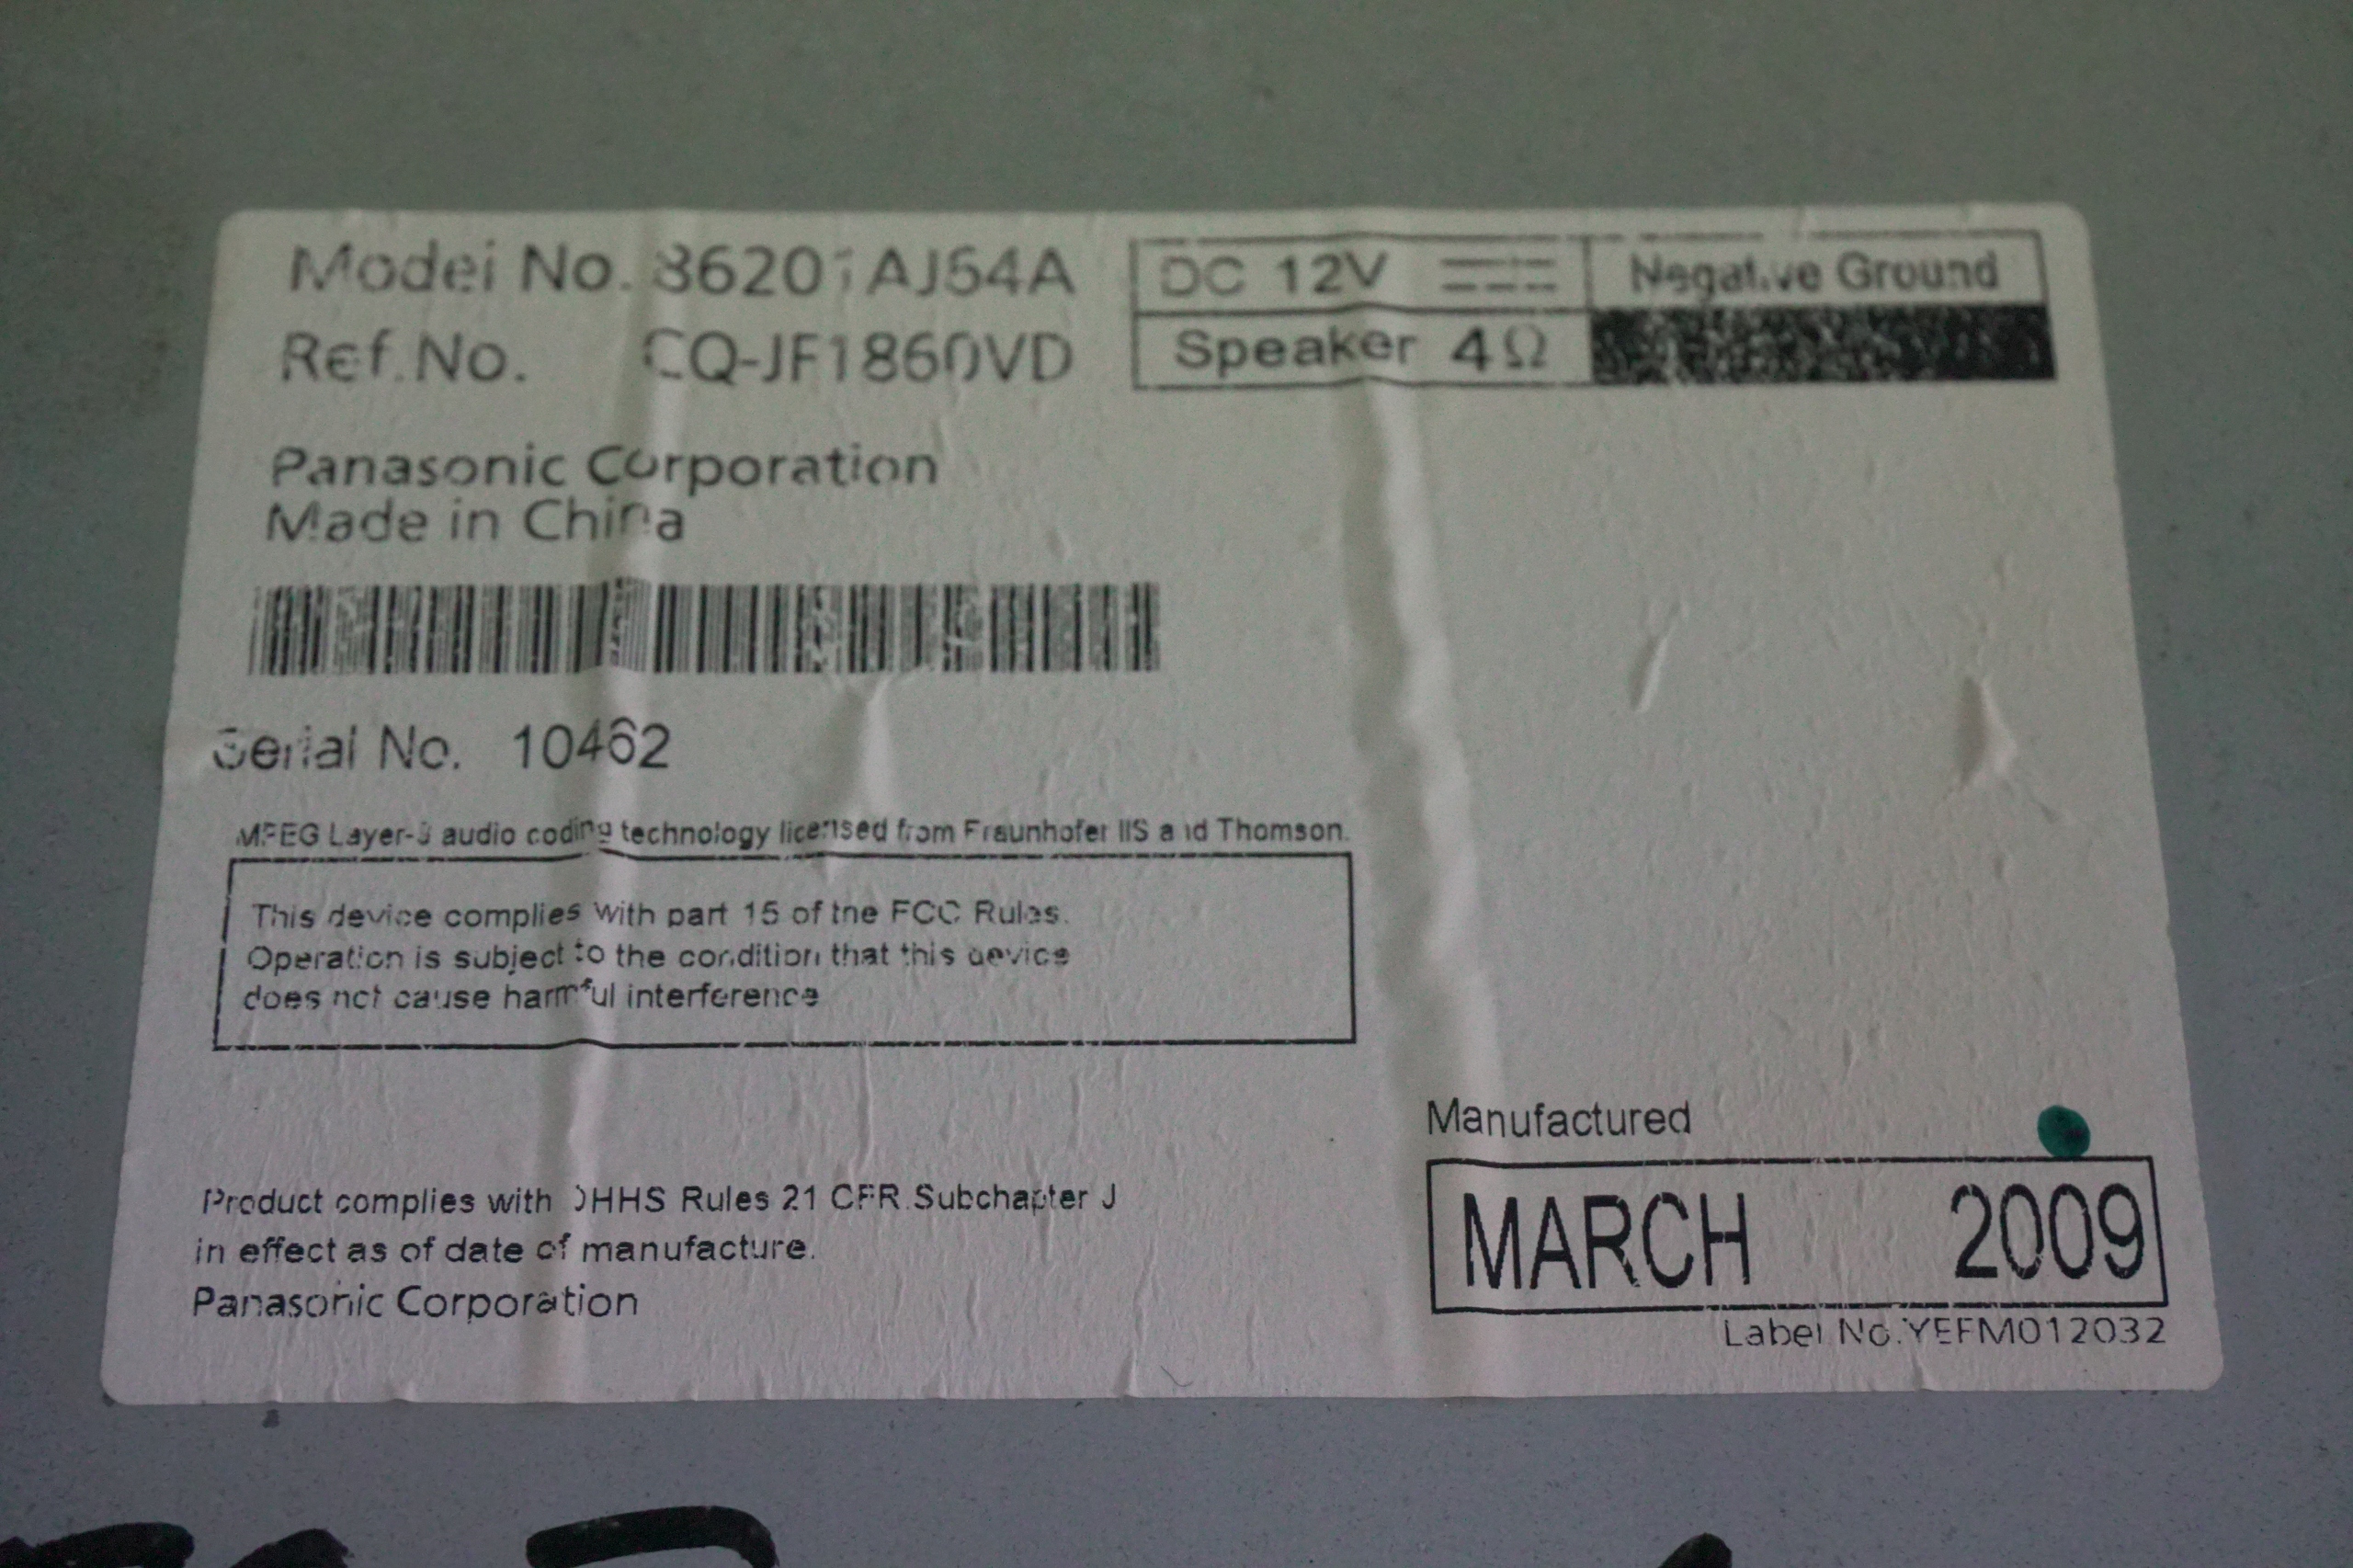 Model No. 86201AJ64A
Ref.No. CQ-JF1860VD
DC 12V
Negative Ground
Speaker 4Ω
Panasonic Corporation
Made in China
Serial No. 10462
MPEG Layer-3 audio coding technology licensed from Fraunhofer IIS and Thomson.
This device complies with part 15 of the FCC Rules.
Operation is subject to the condition that this device
does not cause harmful interference
Manufactured
MARCH 2009
Label No.YEFM012032
Product complies with DHHS Rules 21 CFR.Subchapter J
in effect as of date of manufacture.
Panasonic Corporation